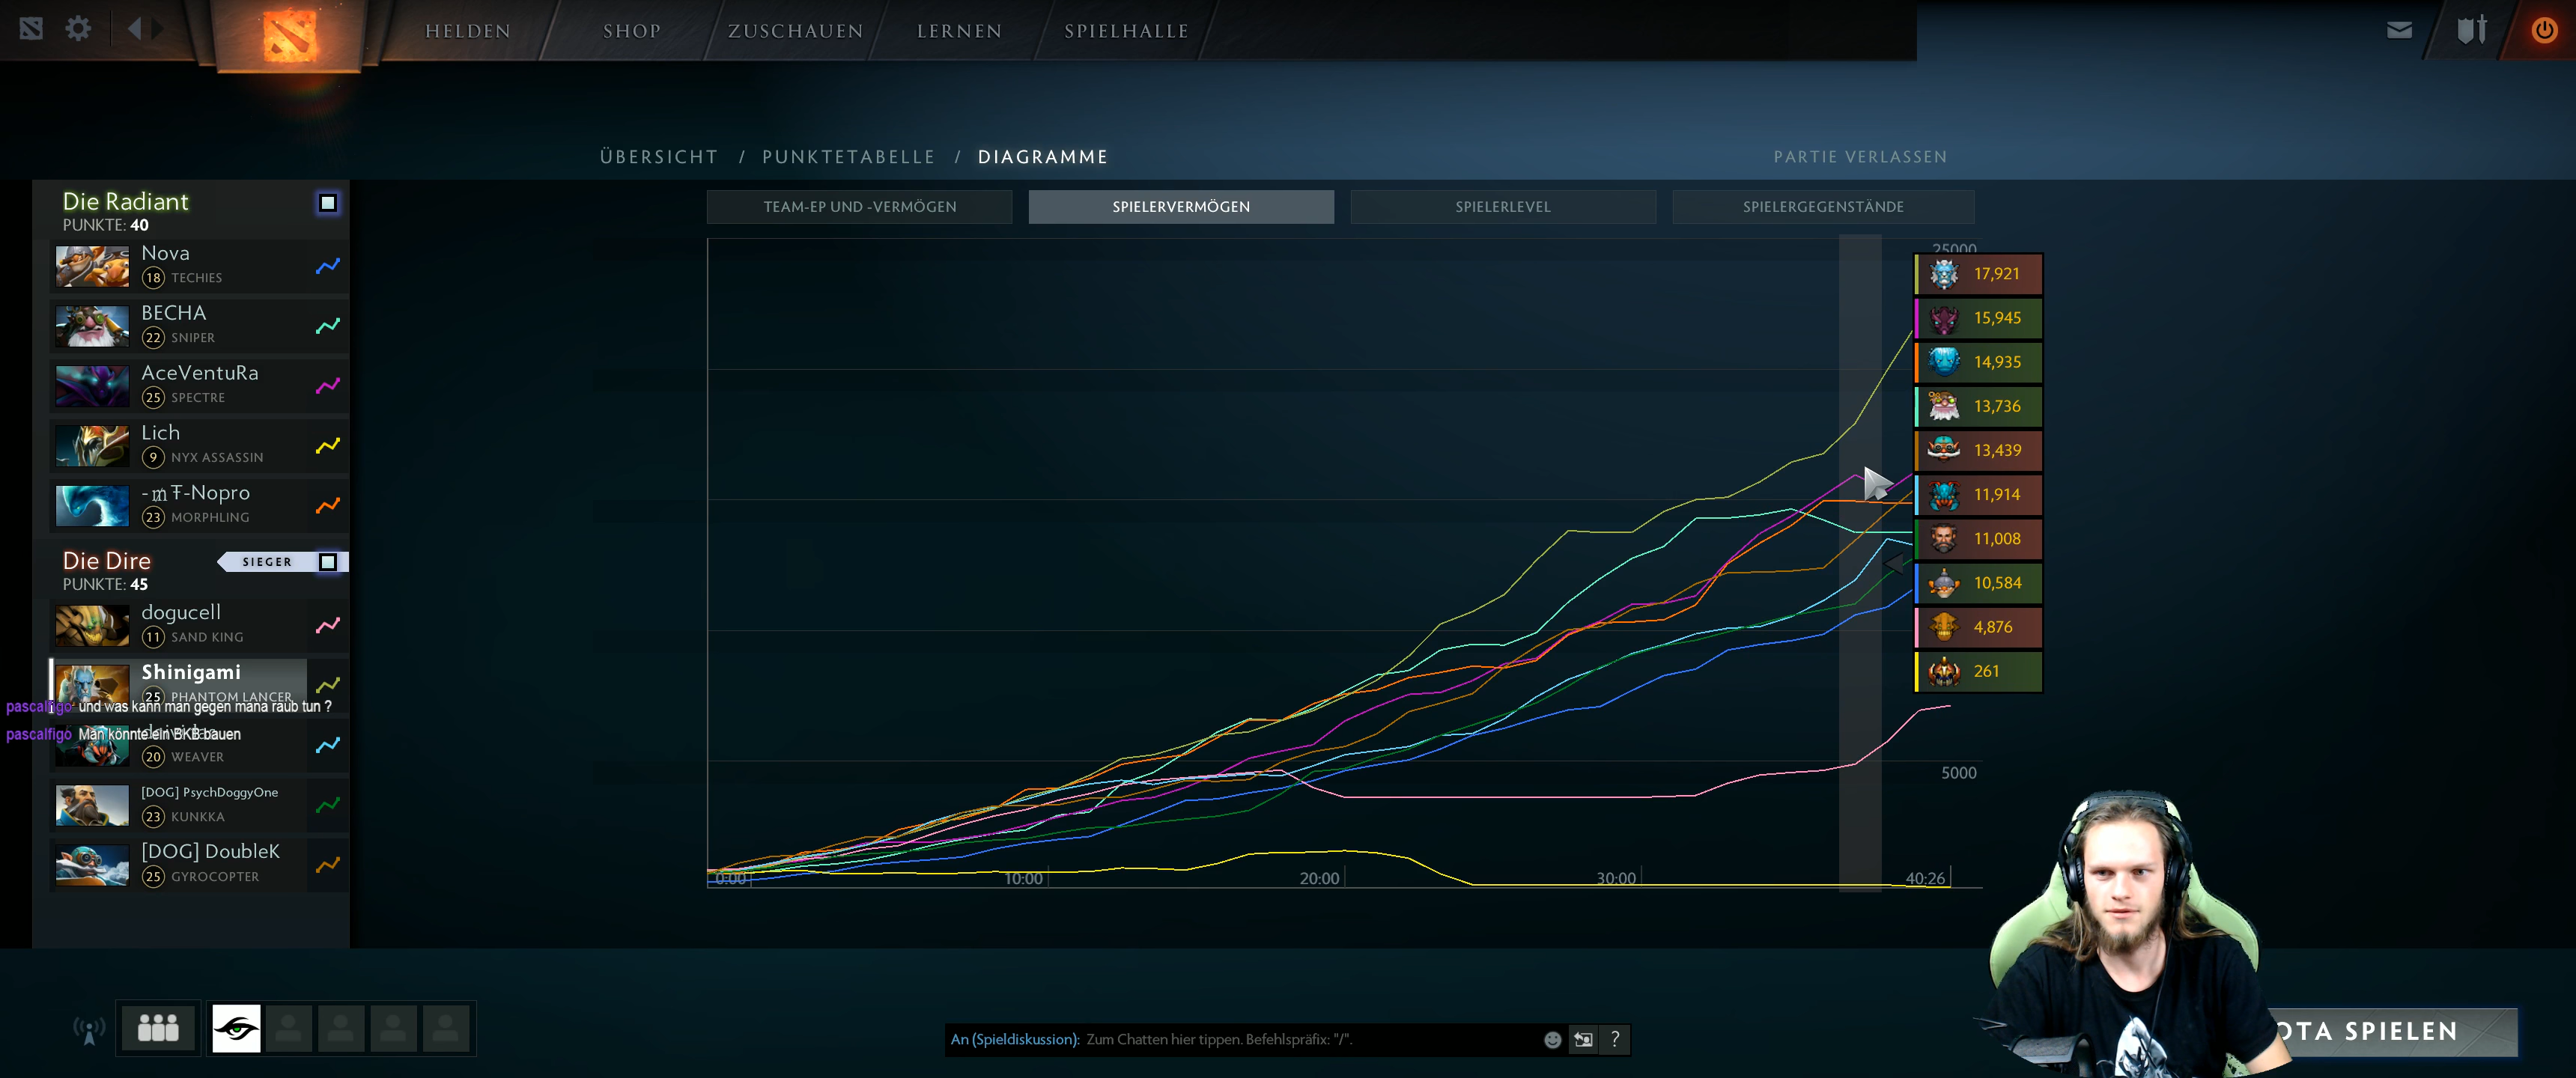 HELDEN
SHOP
ZUSCHAUEN
LERNEN
SPIELHALLE
ÜBERSICHT / PUNKTETABELLE / DIAGRAMME
PARTIE VERLASSEN
TEAM-EP UND -VERMÖGEN
SPIELERVERMÖGEN
SPIELERLEVEL
SPIELERGEGENSTÄNDE
Die Radiant
PUNKTE: 40
Nova
18 TECHIES
BECHA
22 SNIPER
AceVentuRa
25 SPECTRE
Lich
9 NYX ASSASSIN
-₥Ŧ-Nopro
23 MORPHLING
Die Dire
SIEGER
PUNKTE: 45
dogucell
11 SAND KING
Shinigami
25 PHANTOM LANCER
pascalfigo und was kann man gegen mana raub tun ?
pascalfigo Man könnte ein BKB bauen
20 WEAVER
[DOG] PsychDoggyOne
23 KUNKKA
[DOG] DoubleK
25 GYROCOPTER
25000
17,921
15,945
14,935
13,736
13,439
11,914
11,008
10,584
4,876
261
5000
0:00
10:00
20:00
30:00
40:26
An (Spieldiskussion): Zum Chatten hier tippen. Befehlspräfix: "/".
?
OTA SPIELEN